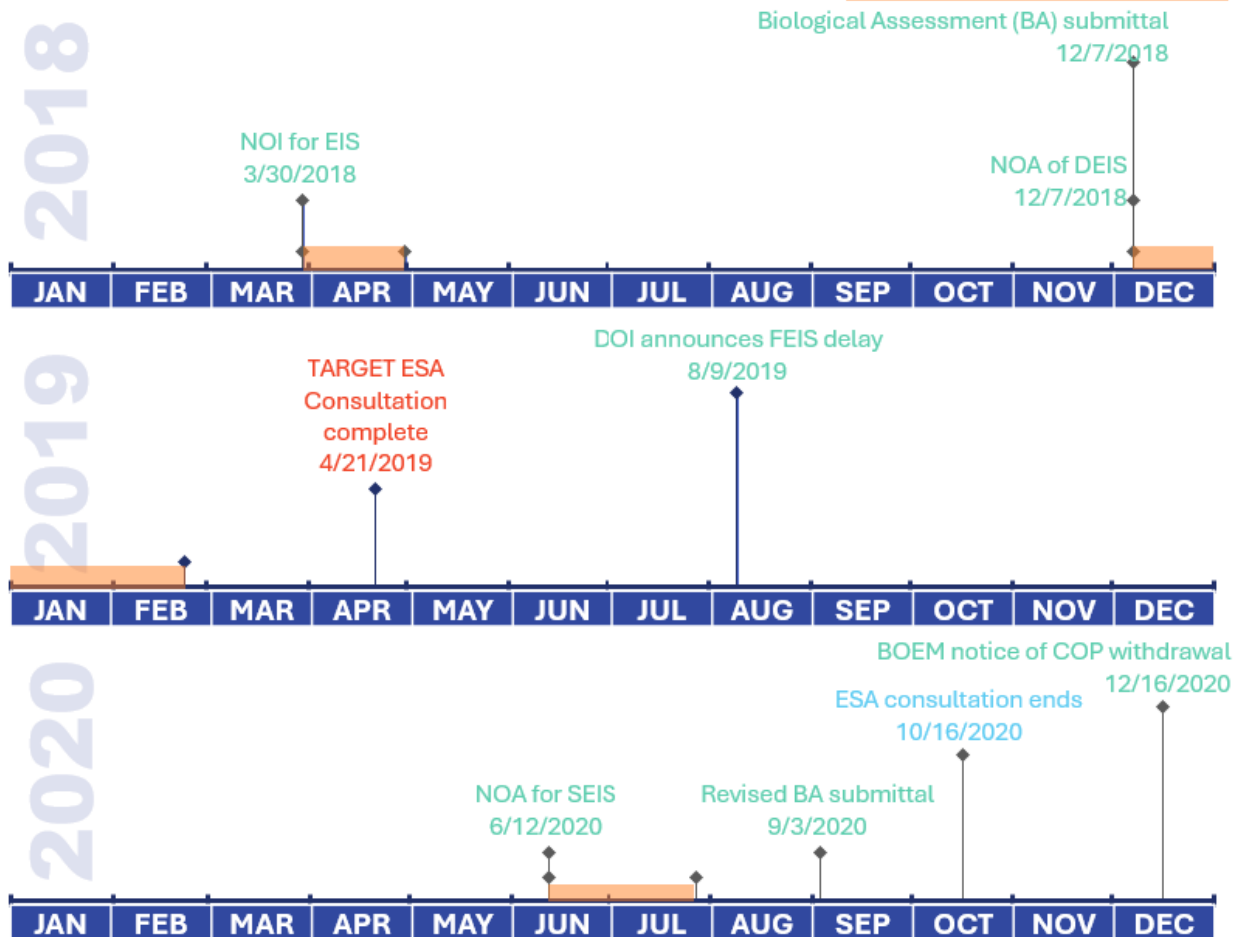 2018
Biological Assessment (BA) submittal
12/7/2018
NOI for EIS
3/30/2018
NOA of DEIS
12/7/2018
JAN FEB MAR APR MAY JUN JUL AUG SEP OCT NOV DEC
2019
DOI announces FEIS delay
8/9/2019
TARGET ESA
Consultation
complete
4/21/2019
JAN FEB MAR APR MAY JUN JUL AUG SEP OCT NOV DEC
2020
BOEM notice of COP withdrawal
12/16/2020
ESA consultation ends
10/16/2020
NOA for SEIS
6/12/2020
Revised BA submittal
9/3/2020
JAN FEB MAR APR MAY JUN JUL AUG SEP OCT NOV DEC